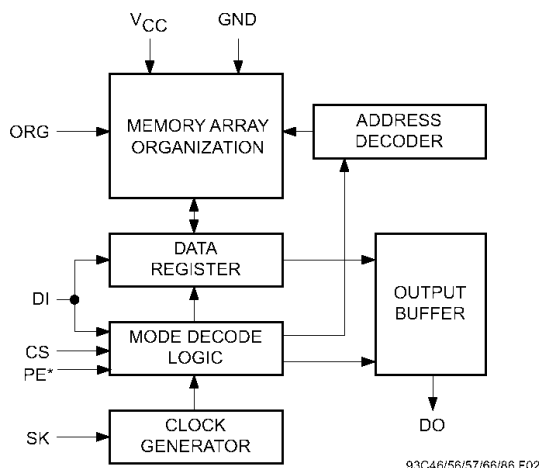 VCC
GND
ORG
MEMORY ARRAY
ORGANIZATION
ADDRESS
DECODER
DATA
REGISTER
DI
OUTPUT
BUFFER
MODE DECODE
LOGIC
CS
PE*
DO
SK
CLOCK
GENERATOR
93C46/56/57/66/86 F02